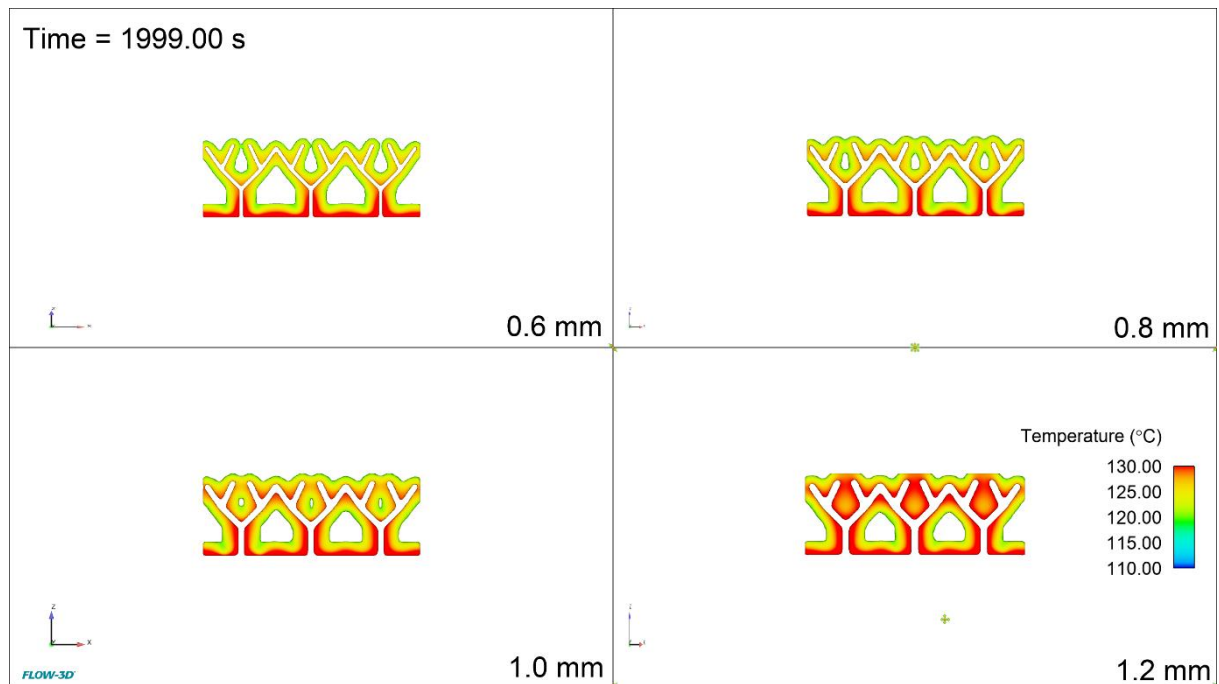 Time = 1999.00 s
0.6 mm
0.8 mm
Temperature (°C)
130.00
125.00
120.00
115.00
110.00
z
x
FLOW-3D
1.0 mm
1.2 mm